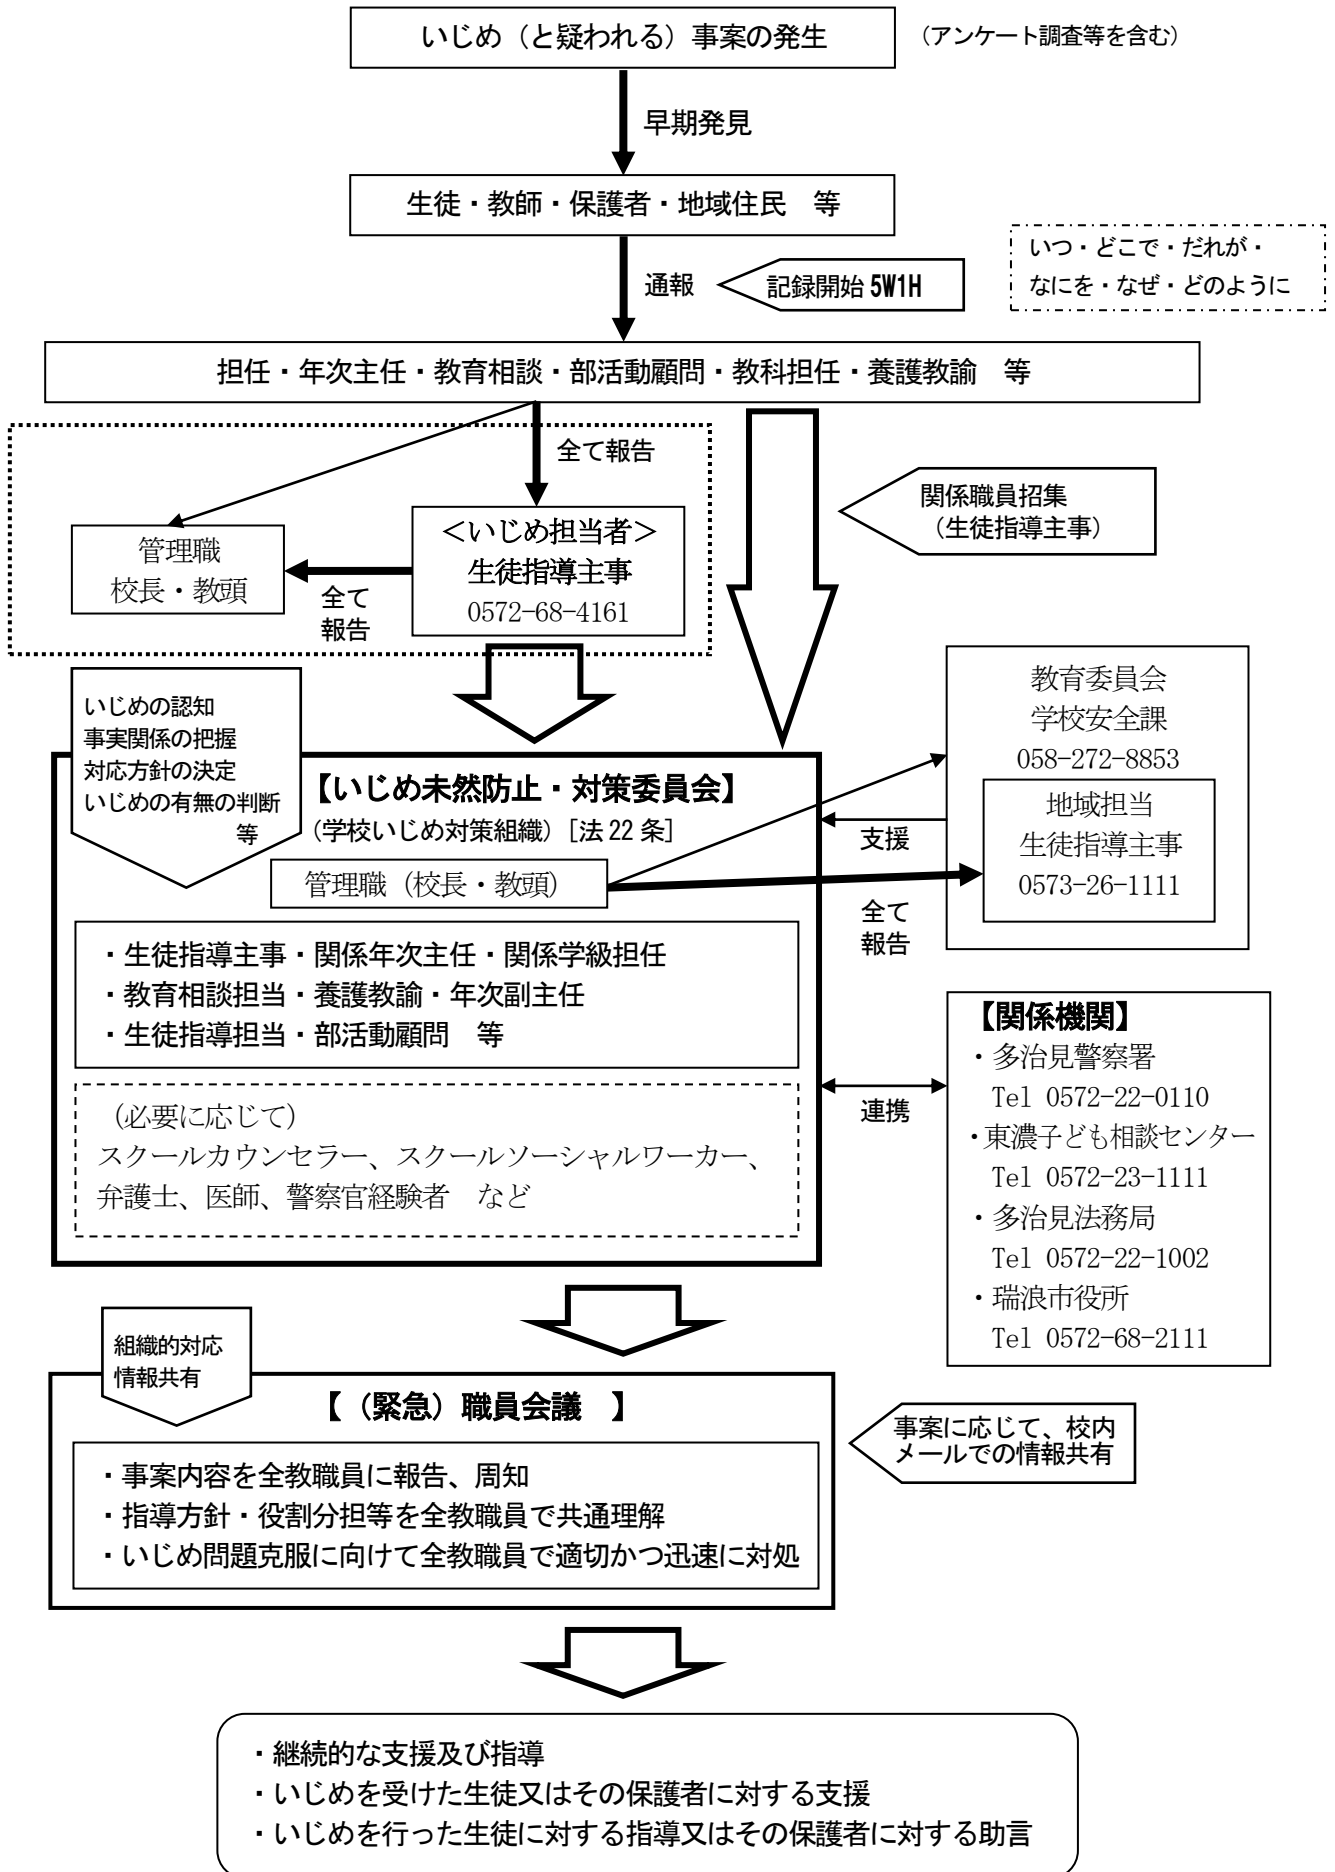 いじめ（と疑われる）事案の発生
（アンケート調査等を含む）
早期発見
生徒・教師・保護者・地域住民　等
いつ・どこで・だれが・
なにを・なぜ・どのように
通報
記録開始 5W1H
担任・年次主任・教育相談・部活動顧問・教科担任・養護教諭　等
全て報告
関係職員招集
（生徒指導主事）
＜いじめ担当者＞
生徒指導主事
0572-68-4161
管理職
校長・教頭
全て
報告
いじめの認知
事実関係の把握
対応方針の決定
いじめの有無の判断
等
【いじめ未然防止・対策委員会】
（学校いじめ対策組織）［法 22 条］
管理職（校長・教頭）
教育委員会
学校安全課
058-272-8853
地域担当
生徒指導主事
0573-26-1111
支援
全て
報告
・生徒指導主事・関係年次主任・関係学級担任
・教育相談担当・養護教諭・年次副主任
・生徒指導担当・部活動顧問　等
（必要に応じて）
スクールカウンセラー、スクールソーシャルワーカー、
弁護士、医師、警察官経験者　など
連携
【関係機関】
・多治見警察署
Tel 0572-22-0110
・東濃子ども相談センター
Tel 0572-23-1111
・多治見法務局
Tel 0572-22-1002
・瑞浪市役所
Tel 0572-68-2111
組織的対応
情報共有
【（緊急）職員会議　】
事案に応じて、校内
メールでの情報共有
・事案内容を全教職員に報告、周知
・指導方針・役割分担等を全教職員で共通理解
・いじめ問題克服に向けて全教職員で適切かつ迅速に対処
・継続的な支援及び指導
・いじめを受けた生徒又はその保護者に対する支援
・いじめを行った生徒に対する指導又はその保護者に対する助言